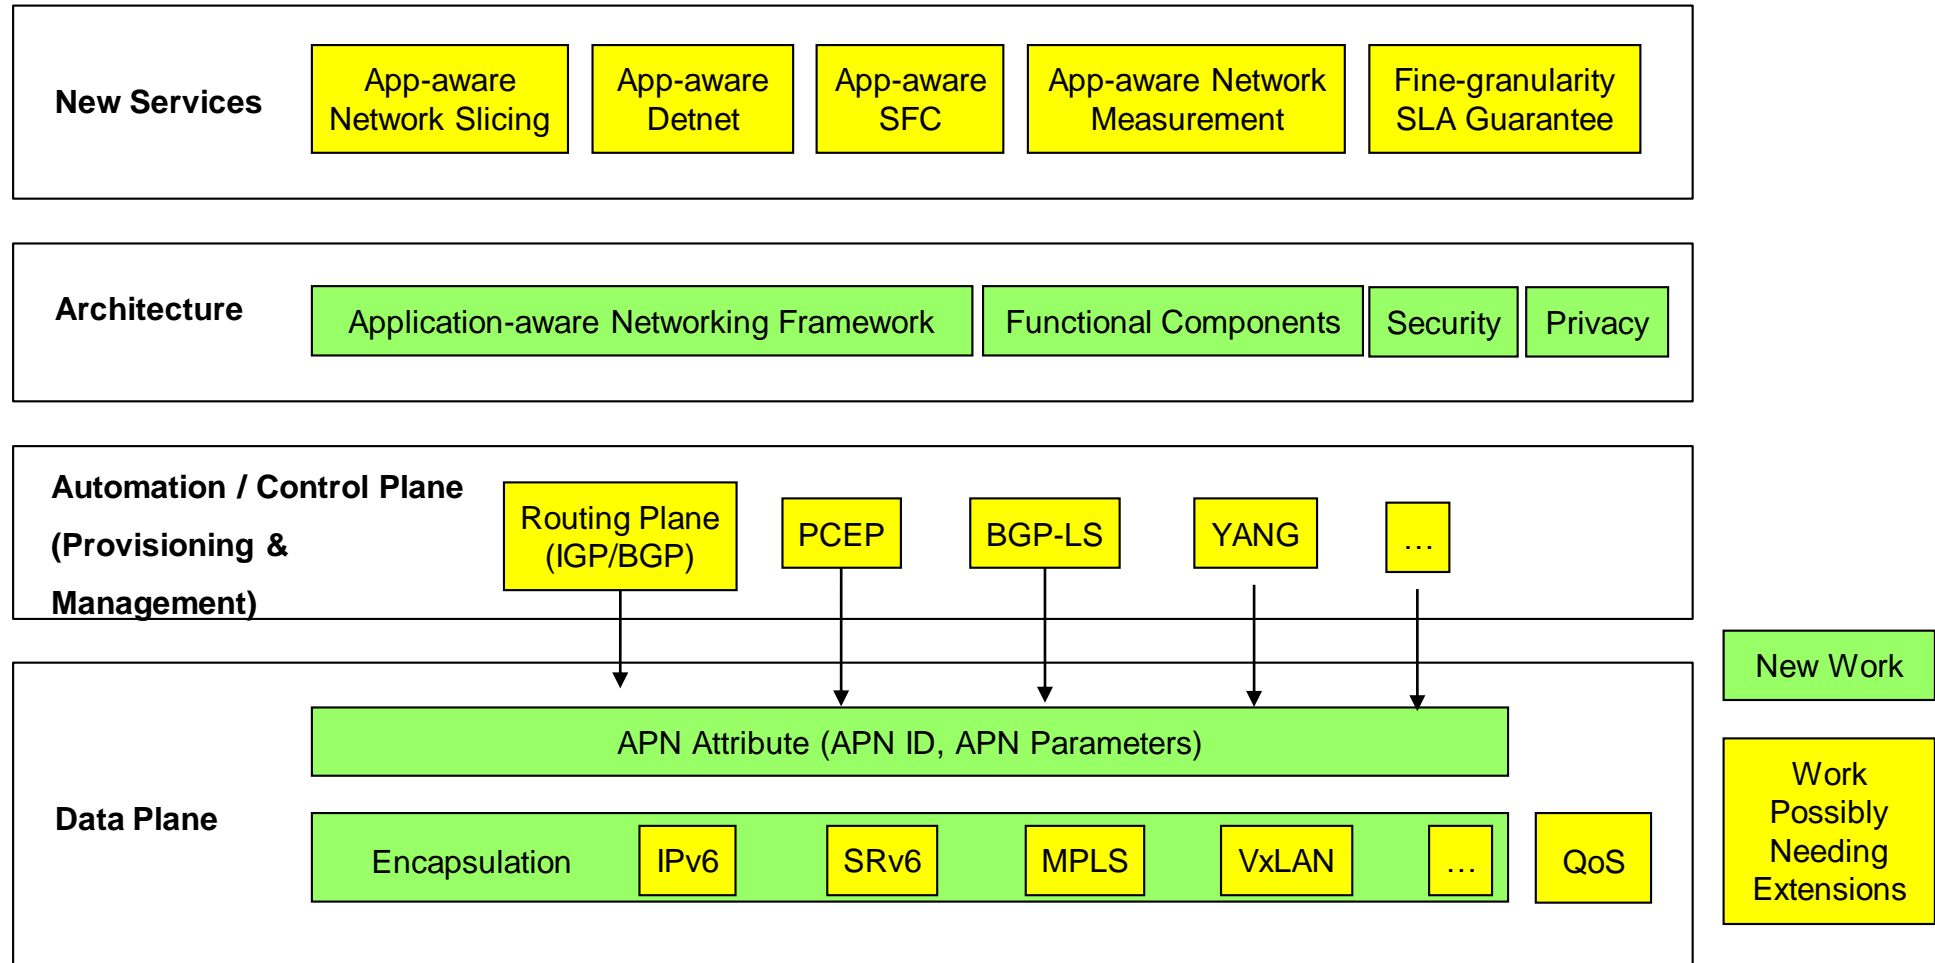 New Services
App-aware
Network Slicing
App-aware
Detnet
App-aware
SFC
App-aware Network
Measurement
Fine-granularity
SLA Guarantee
Architecture
Application-aware Networking Framework
Functional Components
Security
Privacy
Automation / Control Plane
(Provisioning &
Management)
Routing Plane
(IGP/BGP)
PCEP
BGP-LS
YANG
…
New Work
Work
Possibly
Needing
Extensions
Data Plane
APN Attribute (APN ID, APN Parameters)
Encapsulation
IPv6
SRv6
MPLS
VxLAN
…
QoS